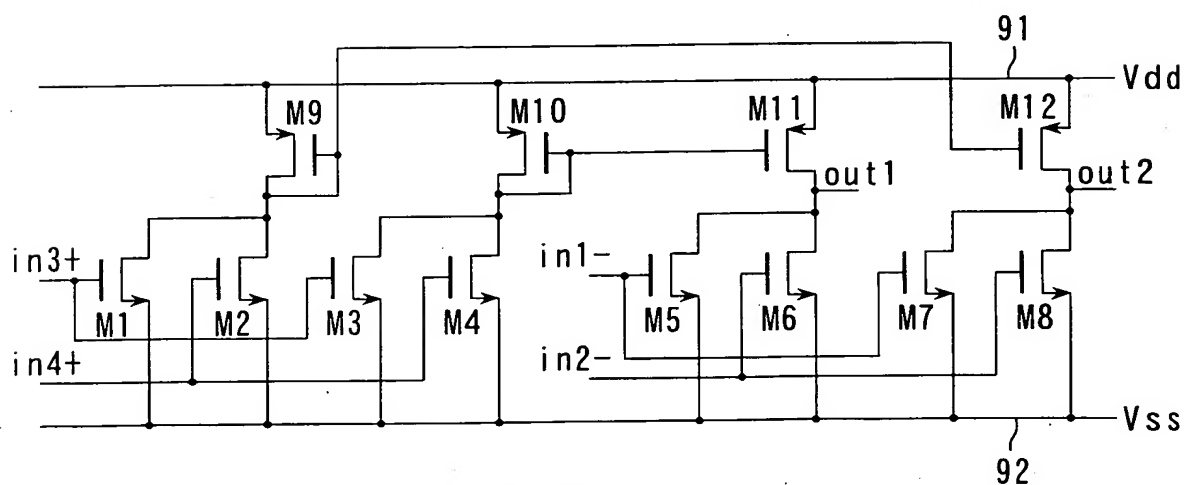 91
Vdd
M9
M10
M11
M12
out1
out2
in3+
in1-
M1
M2
M3
M4
M5
M6
M7
M8
in4+
in2-
Vss
92